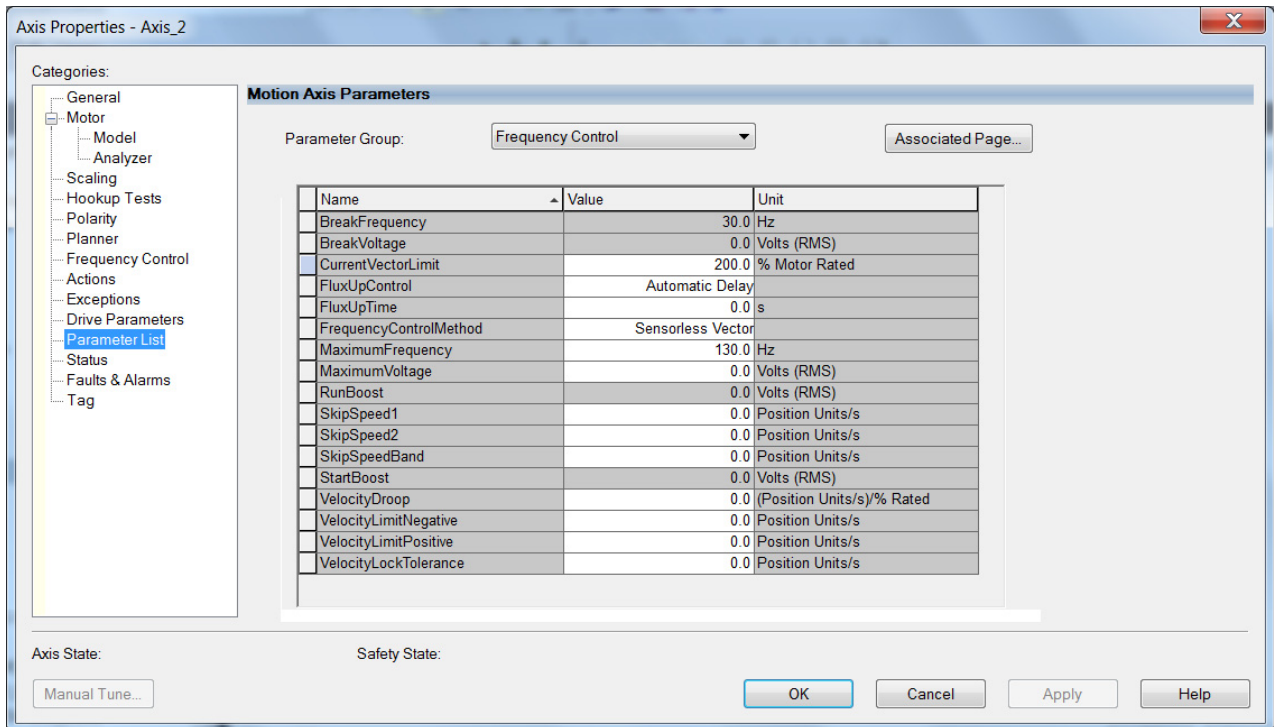 Axis Properties - Axis_2
X
Categories:
General
Motor
Model
Analyzer
Scaling
Hookup Tests
Polarity
Planner
Frequency Control
Actions
Exceptions
Drive Parameters
Parameter List
Status
Faults & Alarms
Tag
Motion Axis Parameters
Parameter Group: Frequency Control Associated Page...
Name Value Unit
BreakFrequency 30.0 Hz
BreakVoltage 0.0 Volts (RMS)
CurrentVectorLimit 200.0 % Motor Rated
FluxUpControl Automatic Delay
FluxUpTime 0.0 s
FrequencyControlMethod Sensorless Vector
MaximumFrequency 130.0 Hz
MaximumVoltage 0.0 Volts (RMS)
RunBoost 0.0 Volts (RMS)
SkipSpeed1 0.0 Position Units/s
SkipSpeed2 0.0 Position Units/s
SkipSpeedBand 0.0 Position Units/s
StartBoost 0.0 Volts (RMS)
VelocityDroop 0.0 (Position Units/s)/% Rated
VelocityLimitNegative 0.0 Position Units/s
VelocityLimitPositive 0.0 Position Units/s
VelocityLockTolerance 0.0 Position Units/s
Axis State: Safety State:
Manual Tune... OK Cancel Apply Help